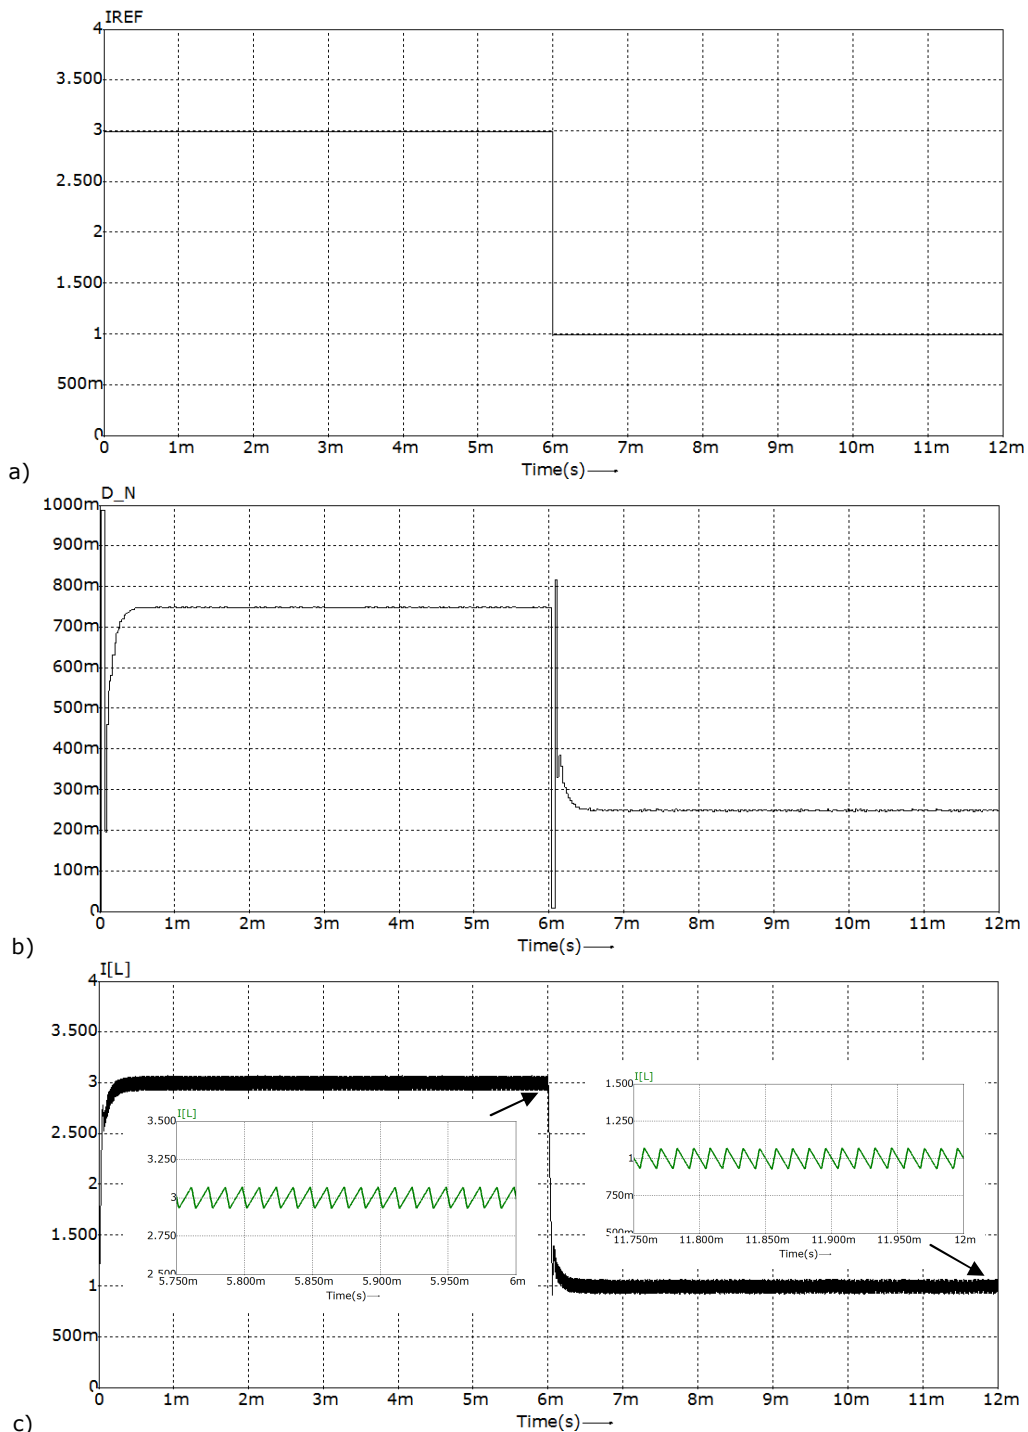 IREF
4
3.500
3
2.500
2
1.500
1
500m
0
0 1m 2m 3m 4m 5m 6m 7m 8m 9m 10m 11m 12m
Time(s)
a)
D_N
1000m
900m
800m
700m
600m
500m
400m
300m
200m
100m
0
0 1m 2m 3m 4m 5m 6m 7m 8m 9m 10m 11m 12m
Time(s)
b)
I[L]
4
3.500
3
2.500
2
1.500
1
500m
0
I[L]
3.500
3.250
3
2.750
2.500
5.750m 5.800m 5.850m 5.900m 5.950m 6m
Time(s)
I[L]
1.500
1.250
1
750m
500m
11.750m 11.800m 11.850m 11.900m 11.950m 12m
Time(s)
0 1m 2m 3m 4m 5m 6m 7m 8m 9m 10m 11m 12m
Time(s)
c)